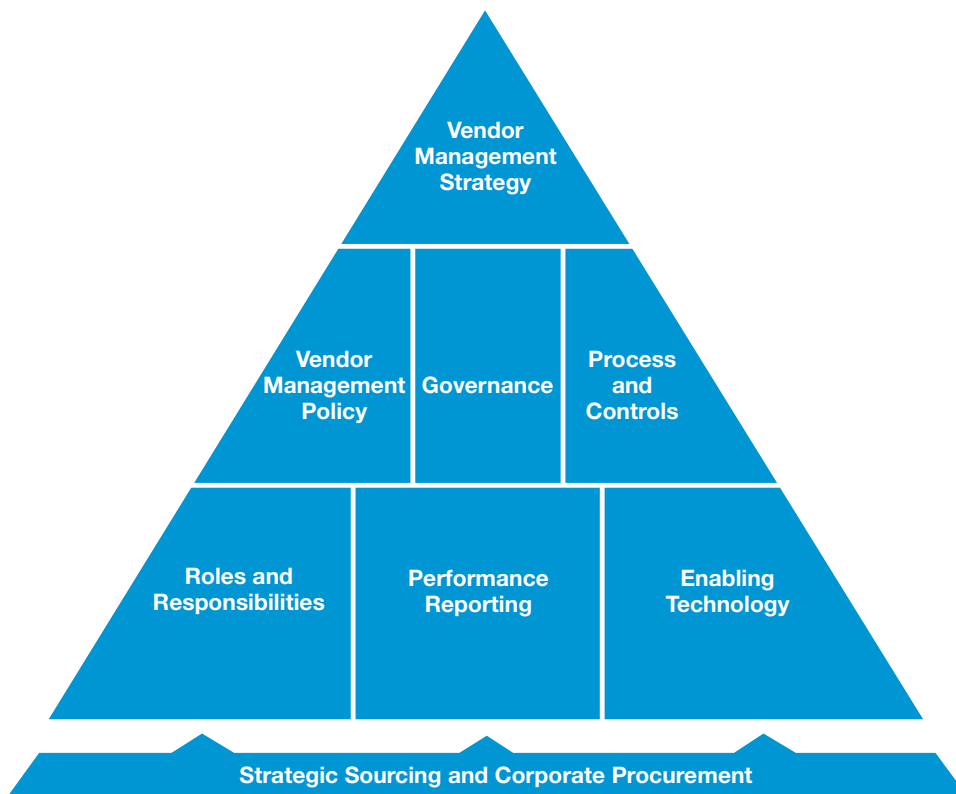 Vendor
Management
Strategy
Vendor
Management
Policy
Governance
Process
and
Controls
Roles and
Responsibilities
Performance
Reporting
Enabling
Technology
Strategic Sourcing and Corporate Procurement